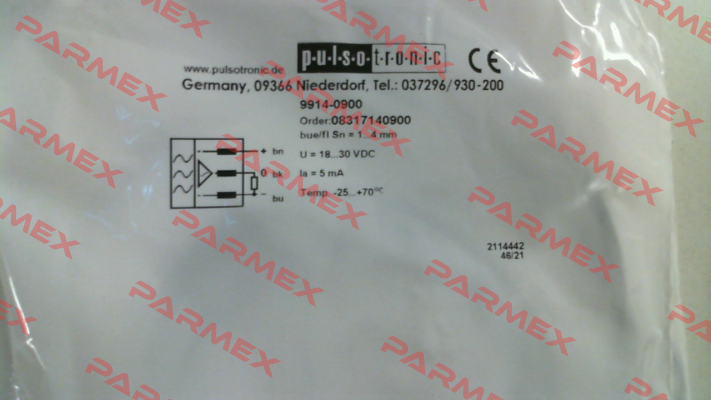 p·u·l·s·o·t·r·o·n·i·c CE
www.pulsotronic.de
Germany, 09366 Niederdorf, Tel.: 037296/930-200
9914-0900
Order:08317140900
bue/fl Sn = 1...4 mm
+ bn
U = 18...30 VDC
0 bk
Ia = 5 mA
- bu
Temp. -25...+70°C
2114442
46/21
PARMEX
PARMEX
PARMEX
PARMEX
PARMEX
PARMEX
PARMEX
PARMEX
PARMEX
PARMEX
PARMEX
PARMEX